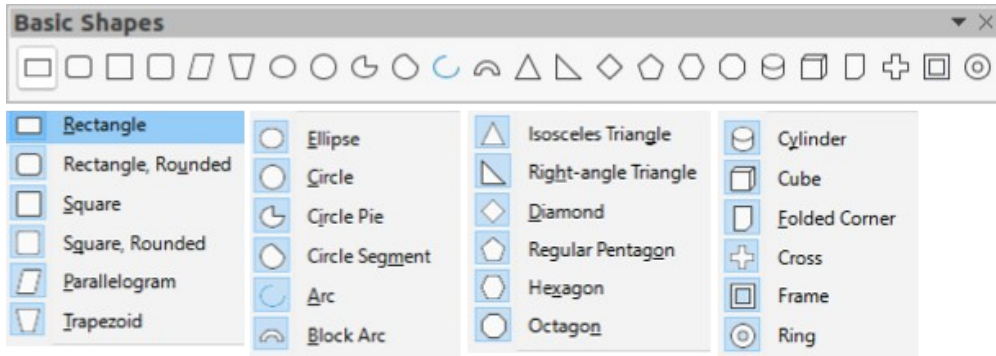 Basic Shapes
Rectangle
Rectangle, Rounded
Square
Square, Rounded
Parallelogram
Trapezoid
Ellipse
Circle
Circle Pie
Circle Segment
Arc
Block Arc
Isosceles Triangle
Right-angle Triangle
Diamond
Regular Pentagon
Hexagon
Octagon
Cylinder
Cube
Folded Corner
Cross
Frame
Ring